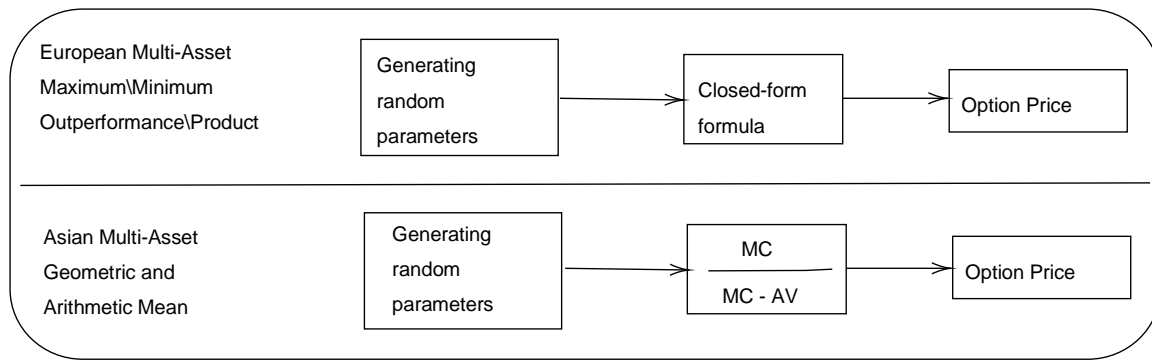 European Multi-Asset
Maximum\Minimum
Outperformance\Product
Generating
random
parameters
Closed-form
formula
Option Price
Asian Multi-Asset
Geometric and
Arithmetic Mean
Generating
random
parameters
MC
MC - AV
Option Price